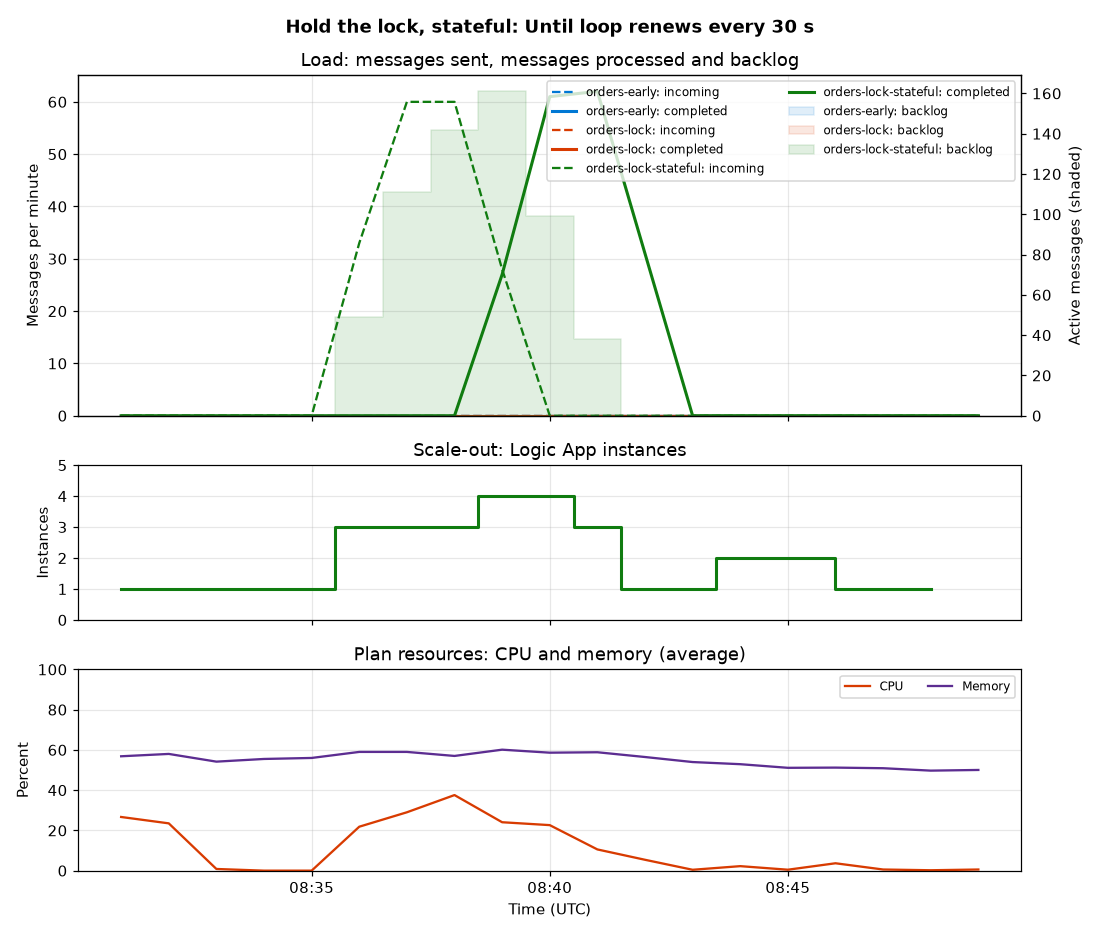 Hold the lock, stateful: Until loop renews every 30 s
Load: messages sent, messages processed and backlog
Messages per minute
60
50
40
30
20
10
0
160
140
120
100
80
60
40
20
0
Active messages (shaded)
orders-early: incoming
orders-early: completed
orders-lock: incoming
orders-lock: completed
orders-lock-stateful: incoming
orders-lock-stateful: completed
orders-early: backlog
orders-lock: backlog
orders-lock-stateful: backlog
Scale-out: Logic App instances
Instances
5
4
3
2
1
0
Plan resources: CPU and memory (average)
Percent
100
80
60
40
20
0
CPU
Memory
08:35
08:40
08:45
Time (UTC)